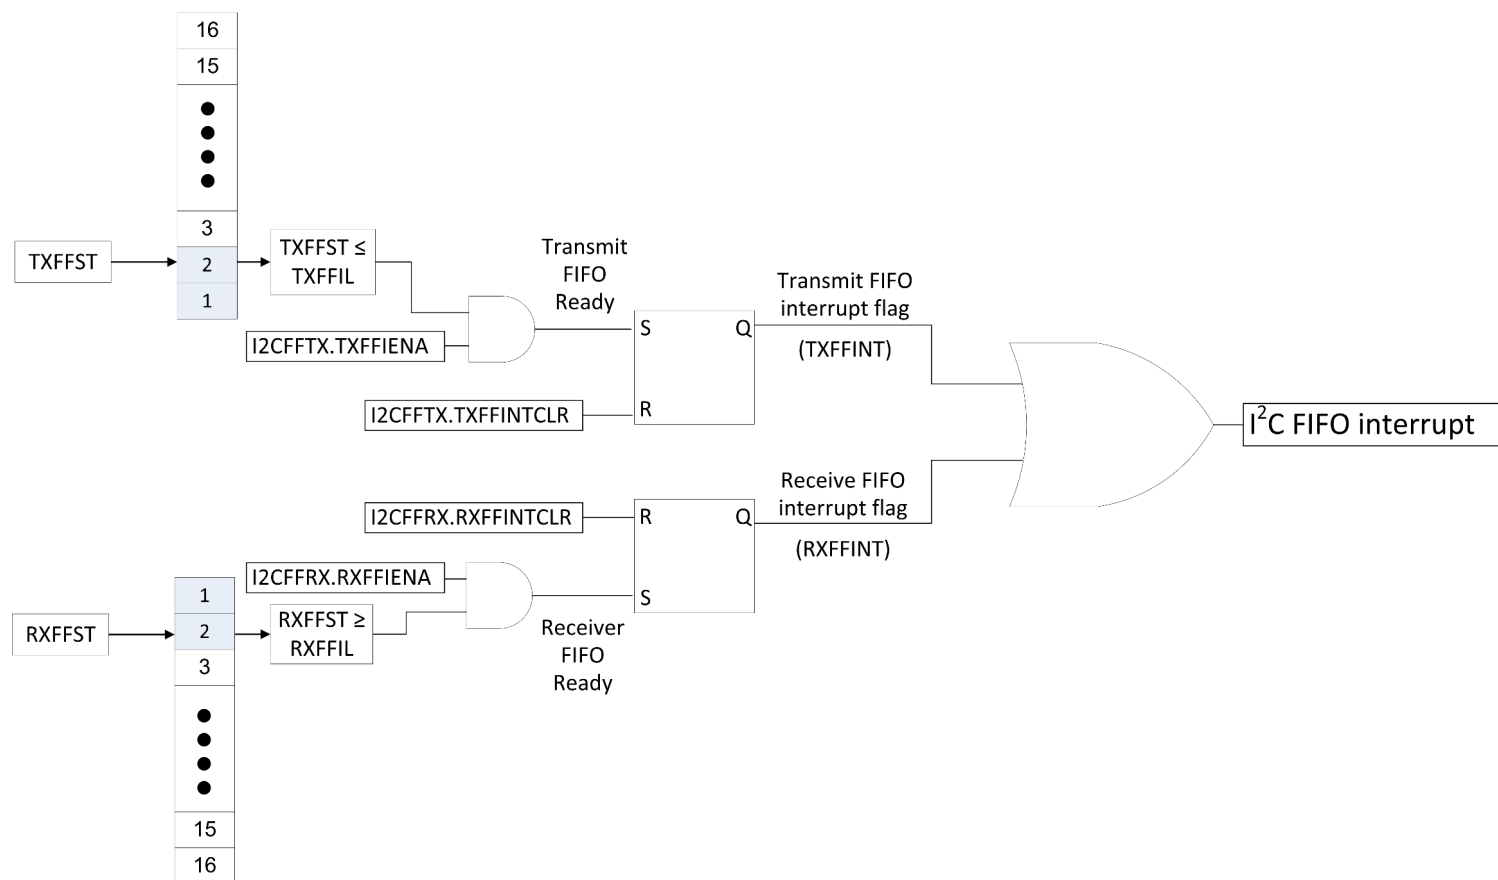 16
15
3
TXFFST
2
1
TXFFST ≤
TXFFIL
I2CFFTX.TXFFIENA
Transmit
FIFO
Ready
I2CFFTX.TXFFINTCLR
S
Q
R
Transmit FIFO
interrupt flag
(TXFFINT)
I²C FIFO interrupt
I2CFFRX.RXFFINTCLR
R
Q
S
Receive FIFO
interrupt flag
(RXFFINT)
I2CFFRX.RXFFIENA
1
RXFFST
2
3
RXFFST ≥
RXFFIL
Receiver
FIFO
Ready
15
16